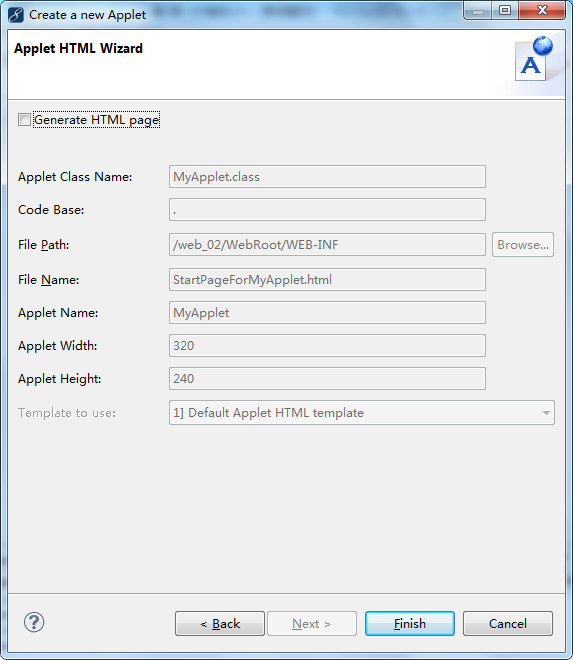 Create a new Applet
Applet HTML Wizard
A
Generate HTML page
Applet Class Name: MyApplet.class
Code Base: .
File Path: /web_02/WebRoot/WEB-INF Browse...
File Name: StartPageForMyApplet.html
Applet Name: MyApplet
Applet Width: 320
Applet Height: 240
Template to use: 1] Default Applet HTML template
? < Back Next > Finish Cancel